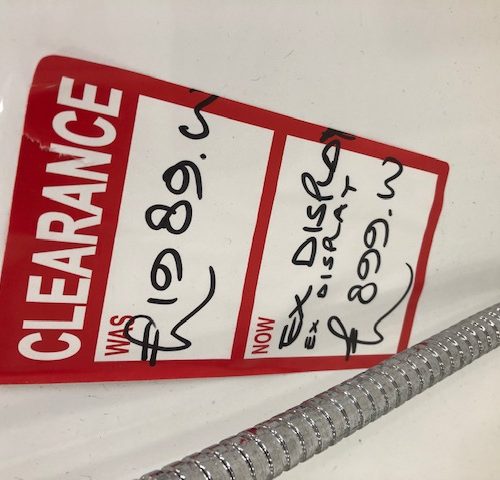 CLEARANCE
WAS
£1989.00
NOW
EX DISPLAY
EX DISPLAY
£899.00